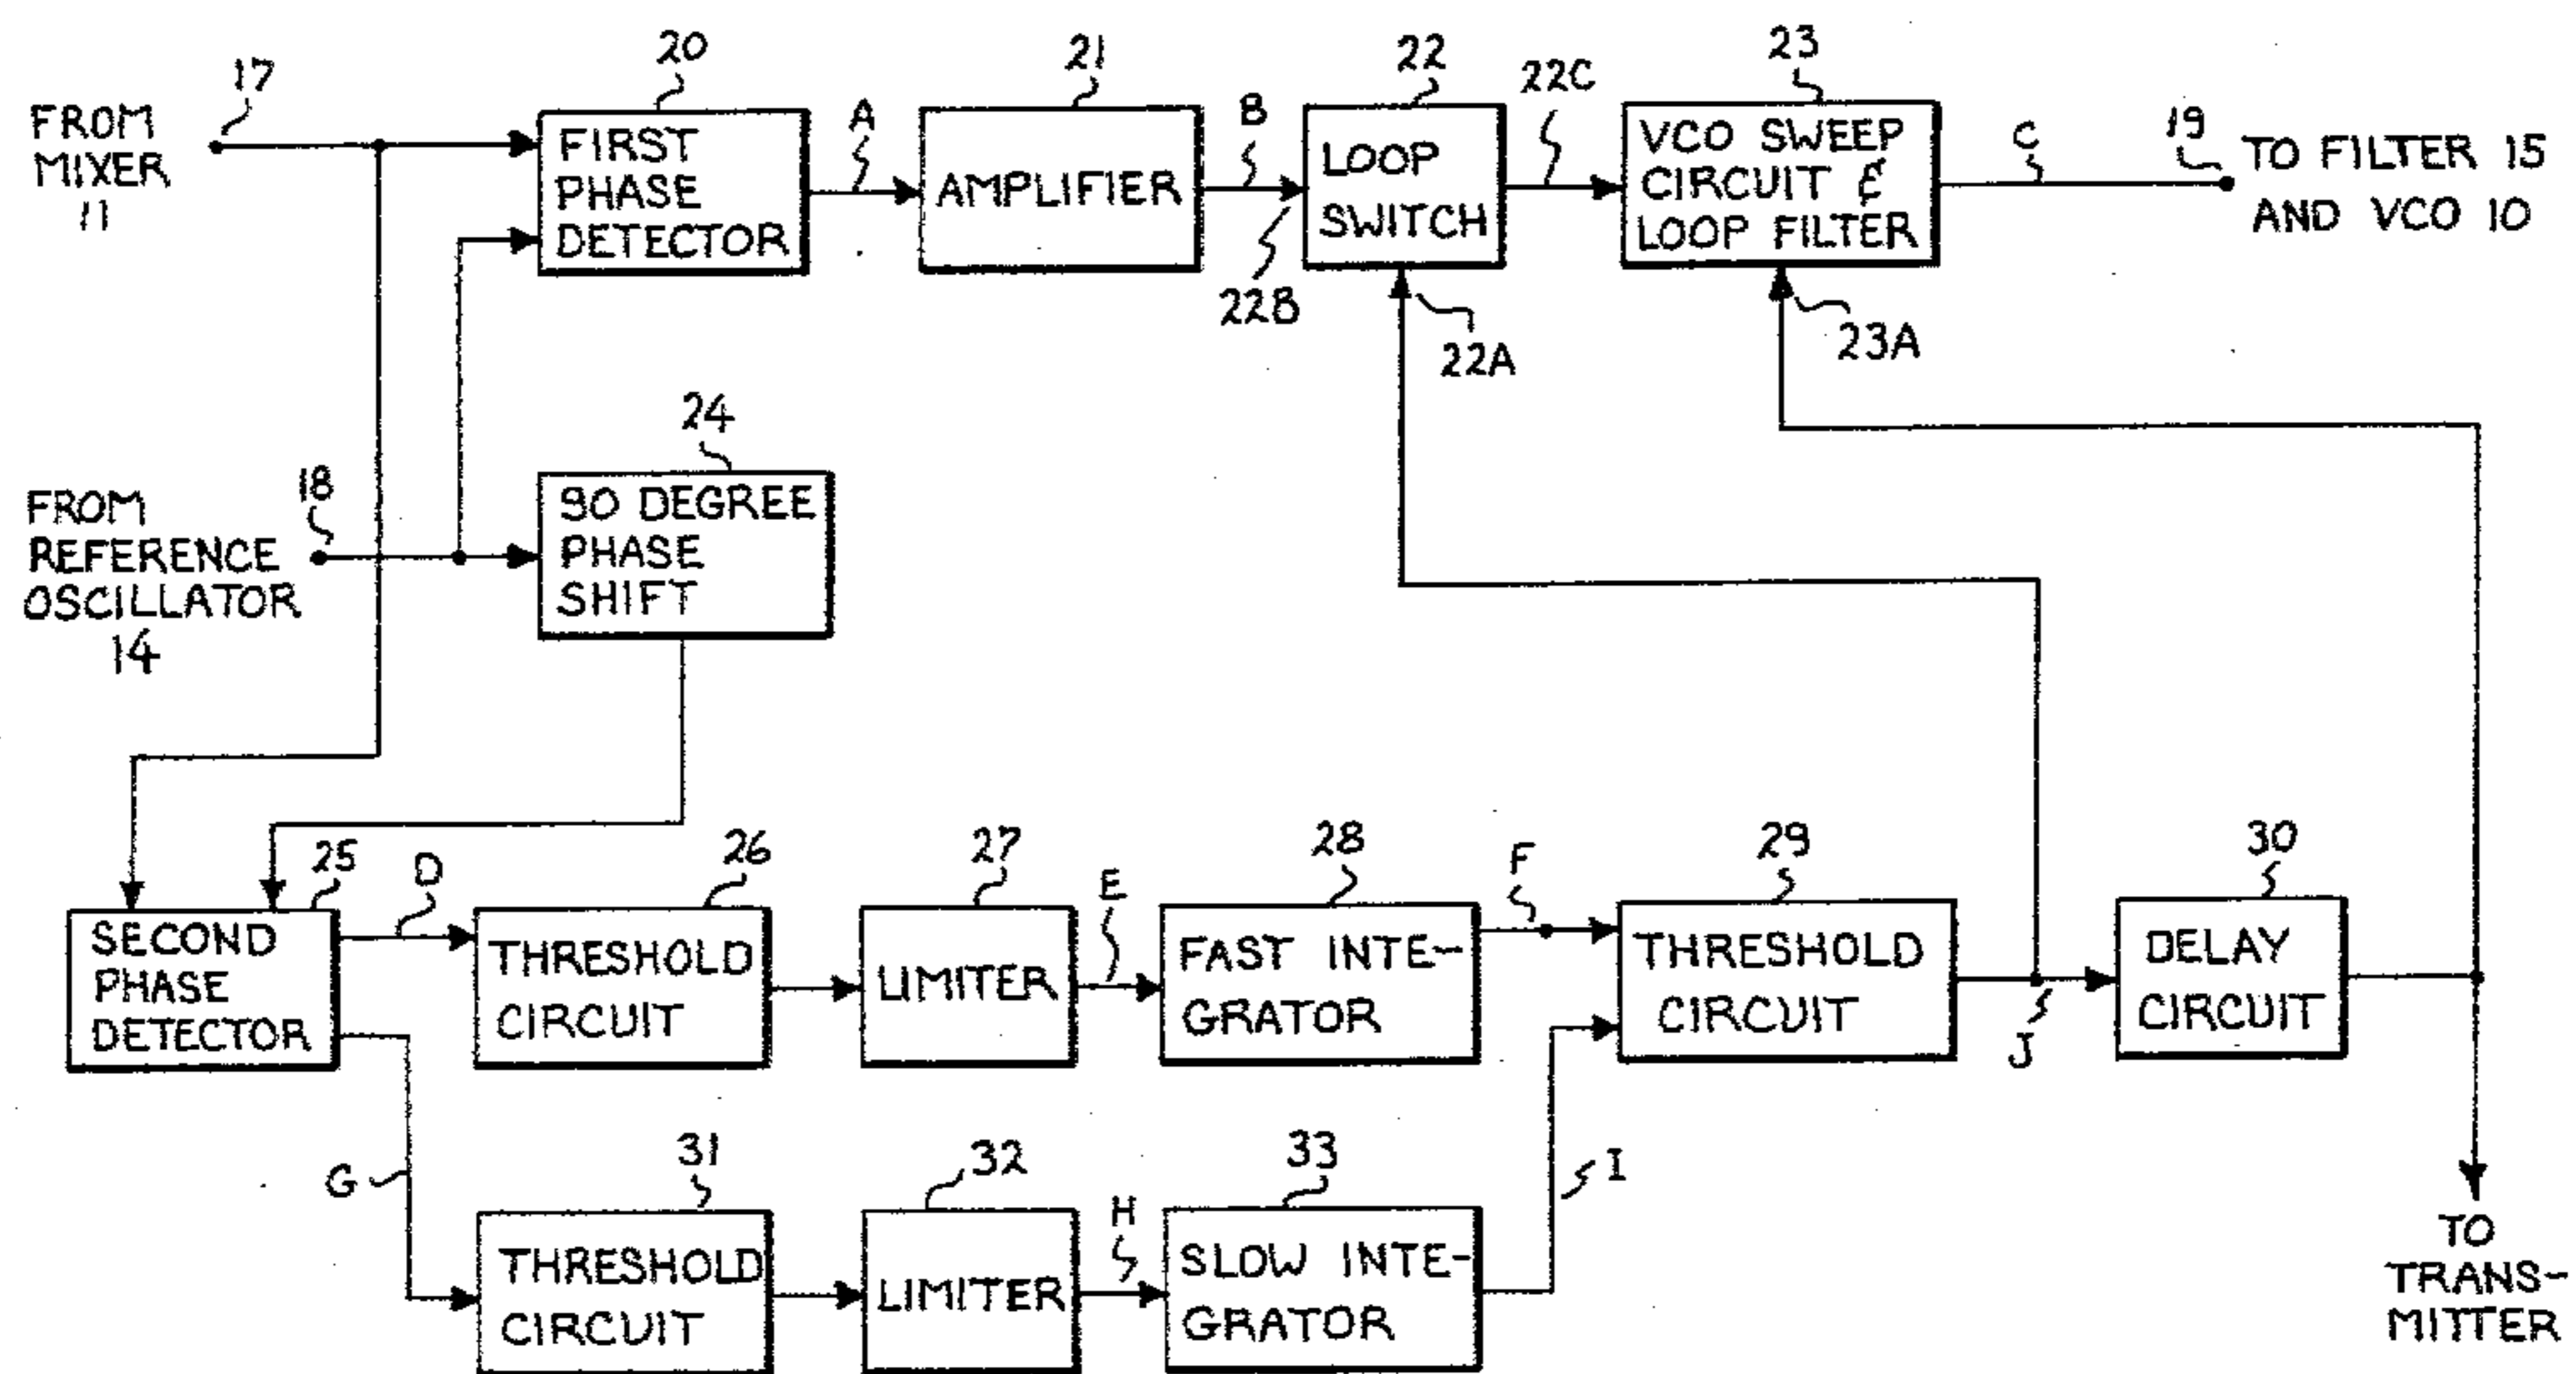 FROM
MIXER
11
17
20
FIRST
PHASE
DETECTOR
A
21
AMPLIFIER
B
22B
22
LOOP
SWITCH
22A
22C
23
VCO SWEEP
CIRCUIT &
LOOP FILTER
23A
C
19
TO FILTER 15
AND VCO 10
FROM
REFERENCE
OSCILLATOR
14
18
24
90 DEGREE
PHASE
SHIFT
25
SECOND
PHASE
DETECTOR
D
26
THRESHOLD
CIRCUIT
27
LIMITER
E
28
FAST INTE-
GRATOR
F
29
THRESHOLD
CIRCUIT
J
30
DELAY
CIRCUIT
G
31
THRESHOLD
CIRCUIT
32
LIMITER
H
33
SLOW INTE-
GRATOR
I
TO
TRANS-
MITTER